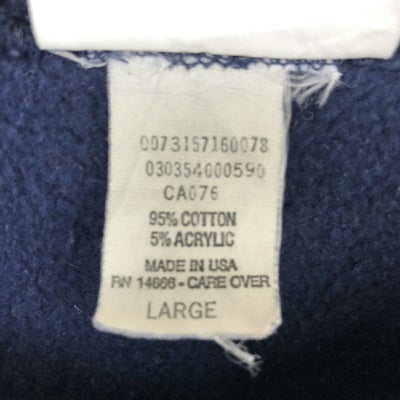 0073157160078
030354000590
CA076
95% COTTON
5% ACRYLIC
MADE IN USA
RN 14666 - CARE OVER
LARGE